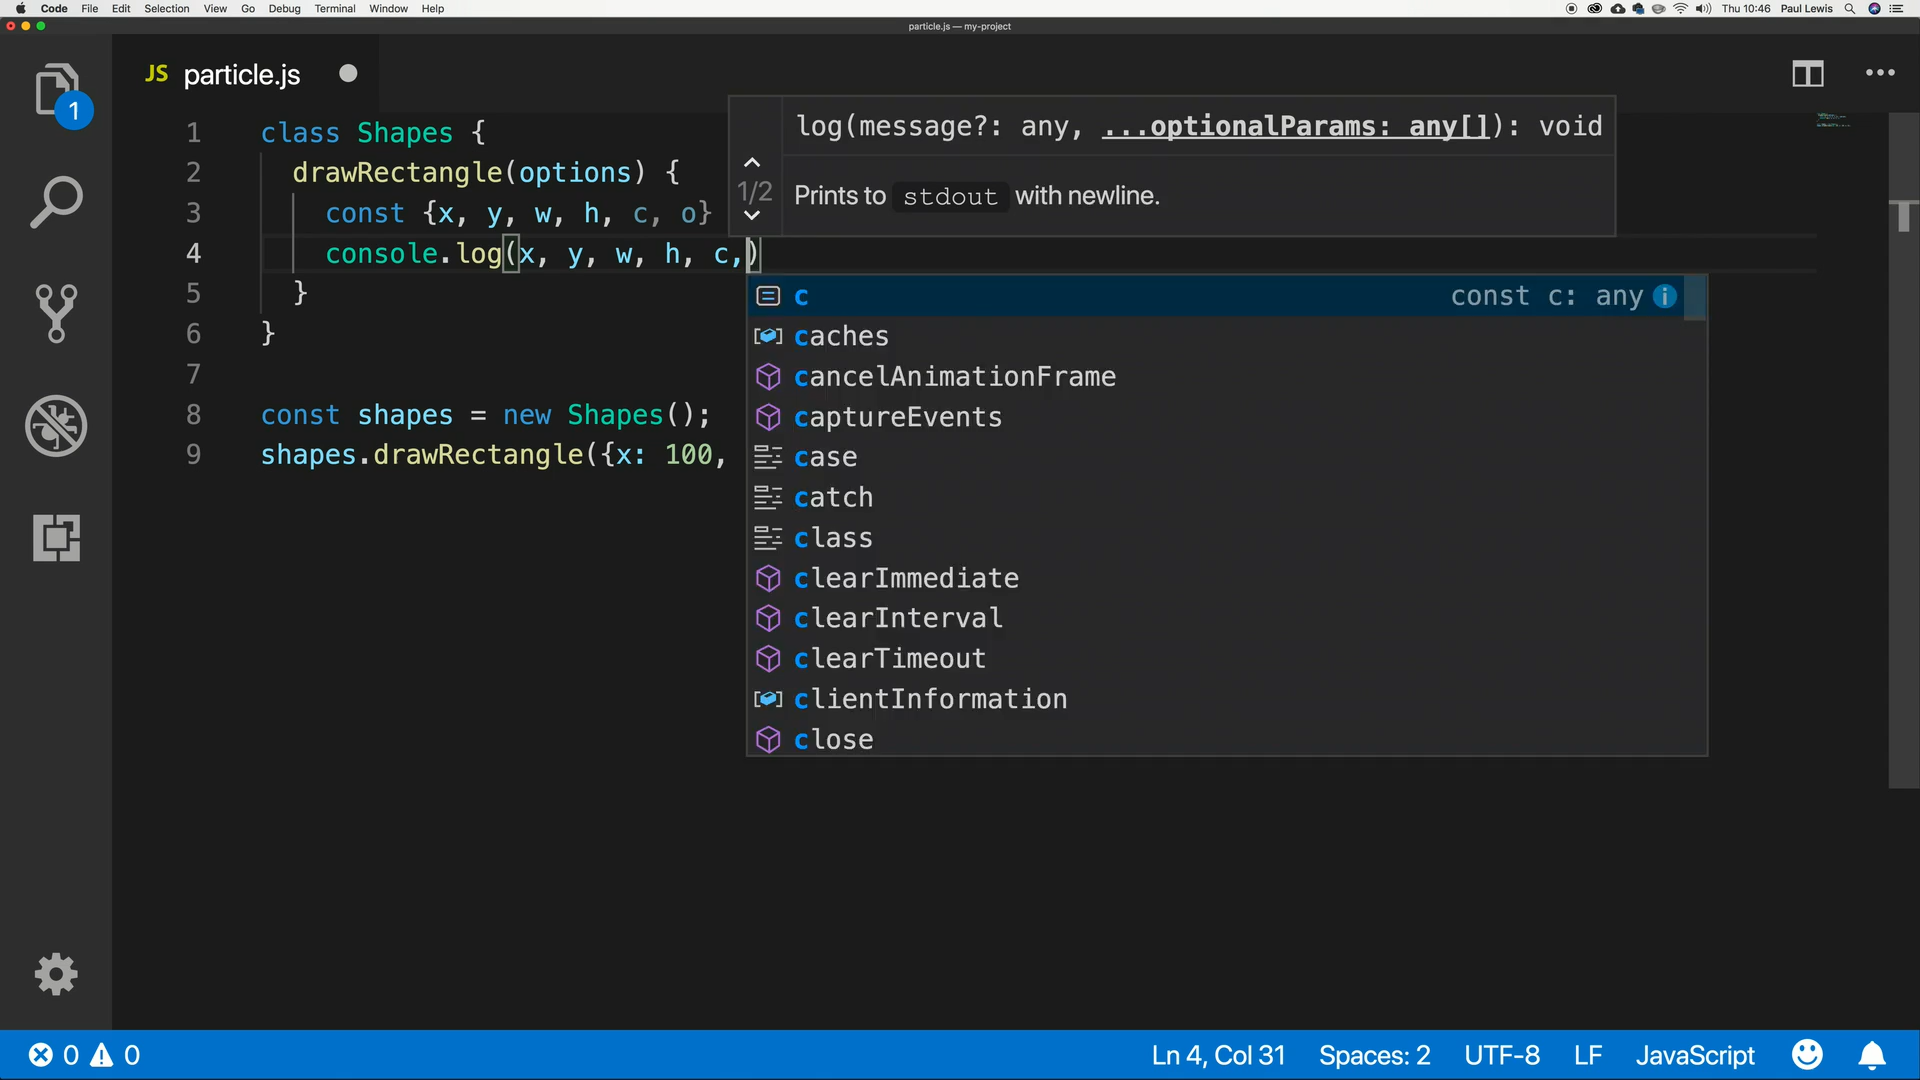 Code File Edit Selection View Go Debug Terminal Window Help Thu 10:46 Paul Lewis
particle.js — my-project
1
JS particle.js
log(message?: any, ...optionalParams: any[]): void
1/2
Prints to stdout with newline.
1 class Shapes {
2 drawRectangle(options) {
3 const {x, y, w, h, c, o}
4 console.log(x, y, w, h, c,)
5 }
6 }
7
8 const shapes = new Shapes();
9 shapes.drawRectangle({x: 100,
c const c: any
caches
cancelAnimationFrame
captureEvents
case
catch
class
clearImmediate
clearInterval
clearTimeout
clientInformation
close
0 0 Ln 4, Col 31 Spaces: 2 UTF-8 LF JavaScript